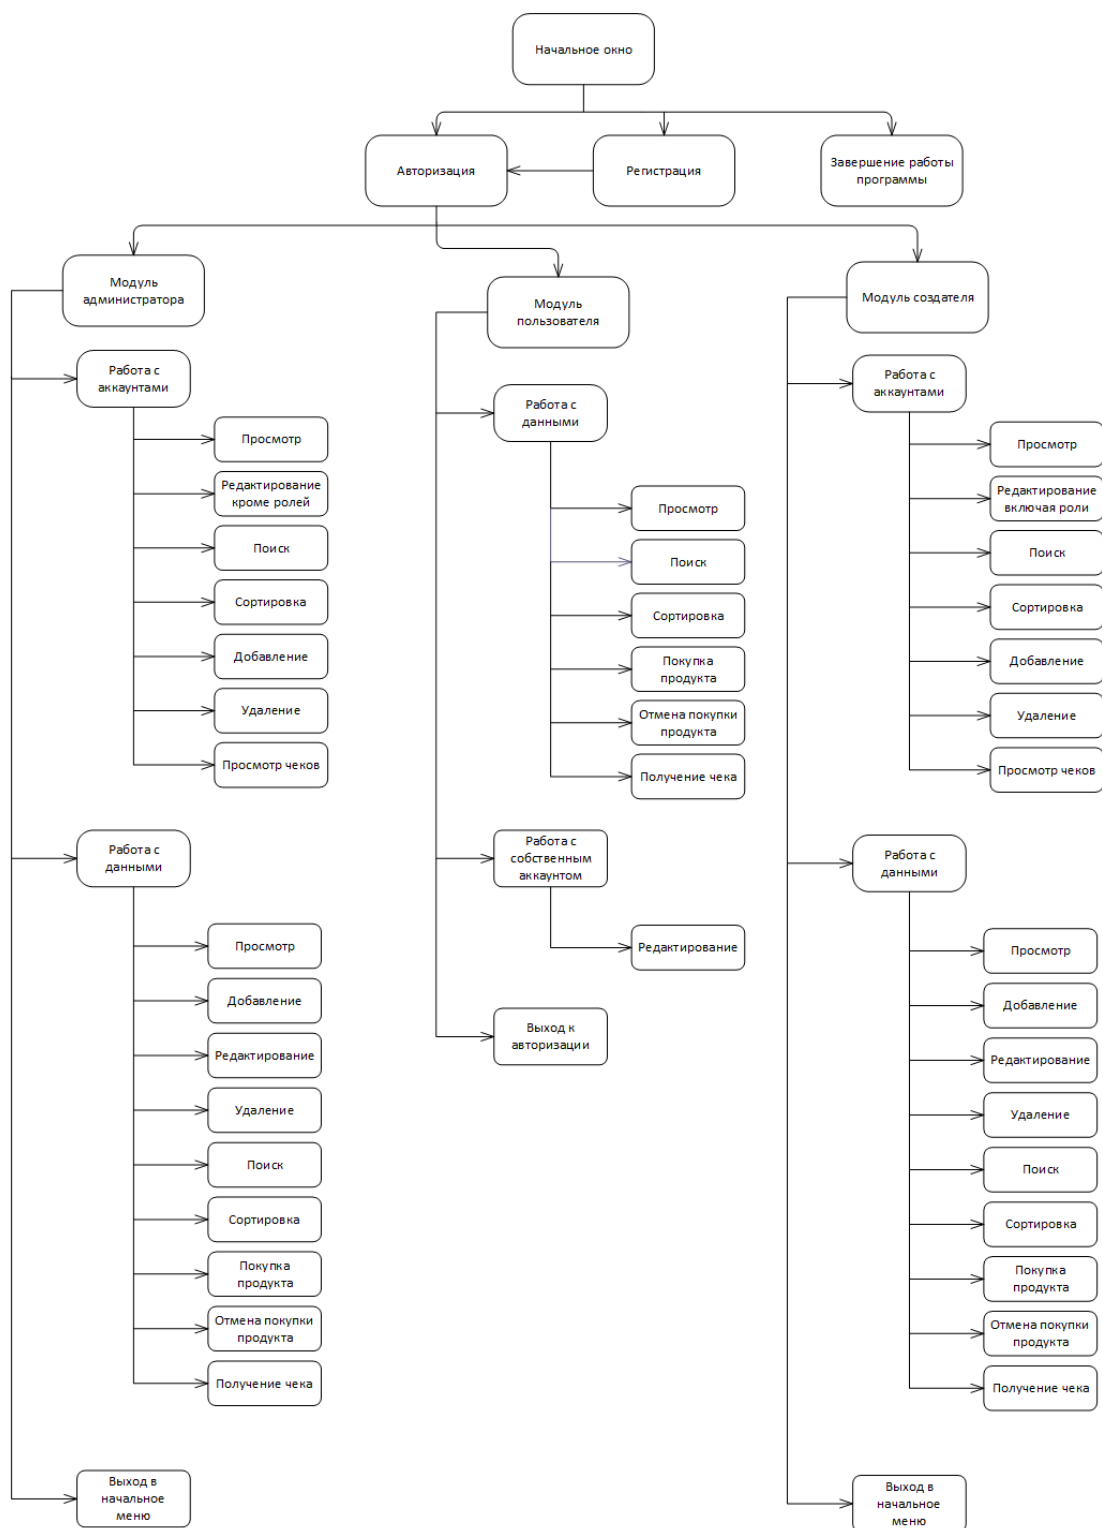 Начальное окно
Авторизация
Регистрация
Завершение работы
программы
Модуль
администратора
Работа с
аккаунтами
Просмотр
Редактирование
кроме ролей
Поиск
Сортировка
Добавление
Удаление
Просмотр чеков
Работа с
данными
Просмотр
Добавление
Редактирование
Удаление
Поиск
Сортировка
Покупка
продукта
Отмена покупки
продукта
Получение чека
Выход в
начальное
меню
Модуль
пользователя
Работа с
данными
Просмотр
Поиск
Сортировка
Покупка
продукта
Отмена покупки
продукта
Получение чека
Работа с
собственным
аккаунтом
Редактирование
Выход к
авторизации
Модуль создателя
Работа с
аккаунтами
Просмотр
Редактирование
включая роли
Поиск
Сортировка
Добавление
Удаление
Просмотр чеков
Работа с
данными
Просмотр
Добавление
Редактирование
Удаление
Поиск
Сортировка
Покупка
продукта
Отмена покупки
продукта
Получение чека
Выход в
начальное
меню